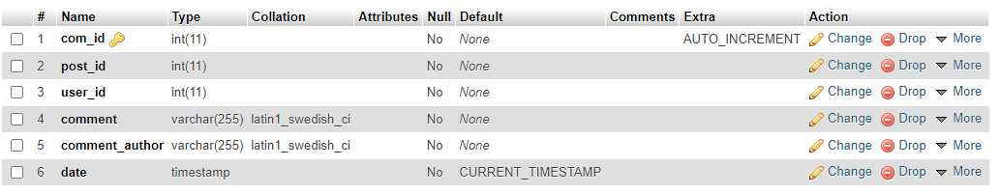 # Name Type Collation Attributes Null Default Comments Extra Action
1 com_id int(11) No None AUTO_INCREMENT Change Drop More
2 post_id int(11) No None Change Drop More
3 user_id int(11) No None Change Drop More
4 comment varchar(255) latin1_swedish_ci No None Change Drop More
5 comment_author varchar(255) latin1_swedish_ci No None Change Drop More
6 date timestamp No CURRENT_TIMESTAMP Change Drop More